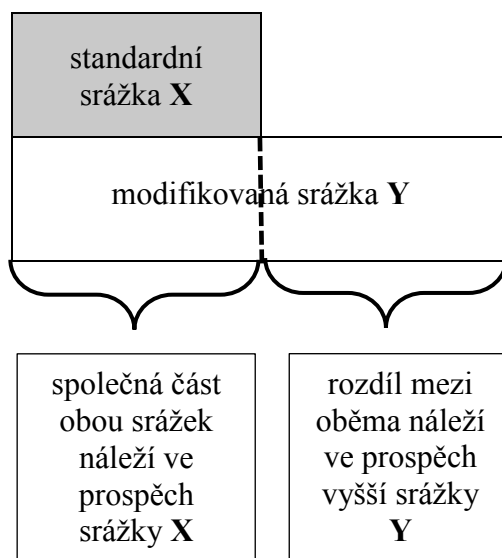 standardní
srážka X
modifikovaná srážka Y
společná část
obou srážek
náleží ve
prospěch
srážky X
rozdíl mezi
oběma náleží
ve prospěch
vyšší srážky
Y